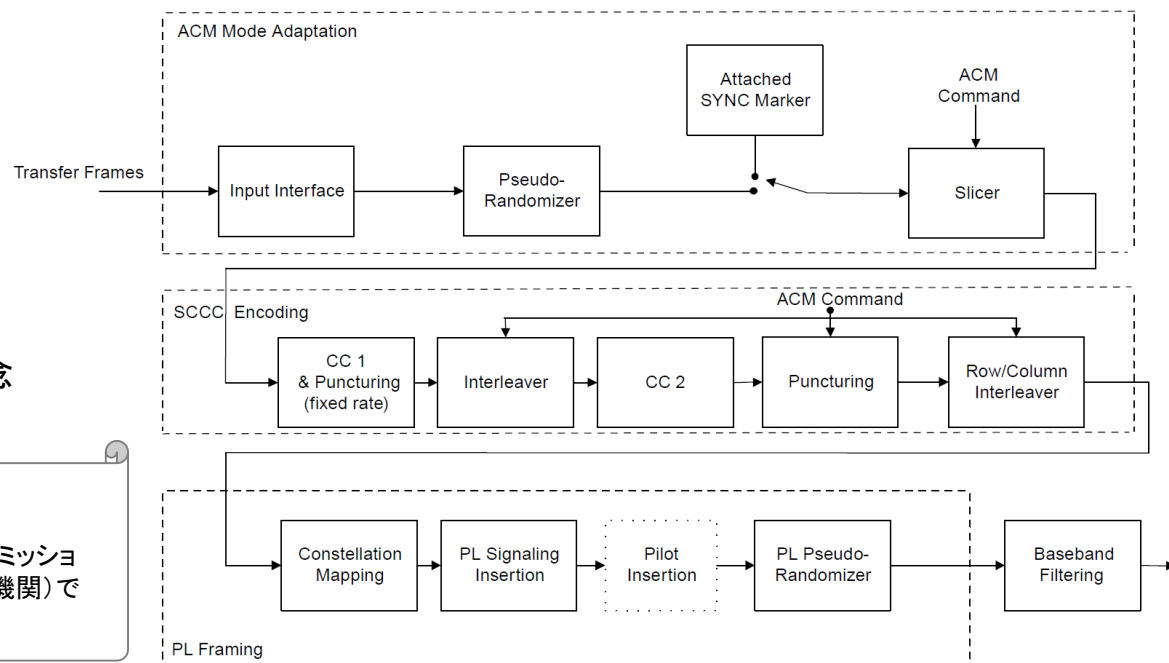 ACM Mode Adaptation
Attached
SYNC Marker
ACM
Command
Transfer Frames
Input Interface
Pseudo-
Randomizer
Slicer
SCCC Encoding
ACM Command
CC 1
& Puncturing
(fixed rate)
Interleaver
CC 2
Puncturing
Row/Column
Interleaver
念
ミッショ
機関)で
Constellation
Mapping
PL Signaling
Insertion
Pilot
Insertion
PL Pseudo-
Randomizer
Baseband
Filtering
PL Framing